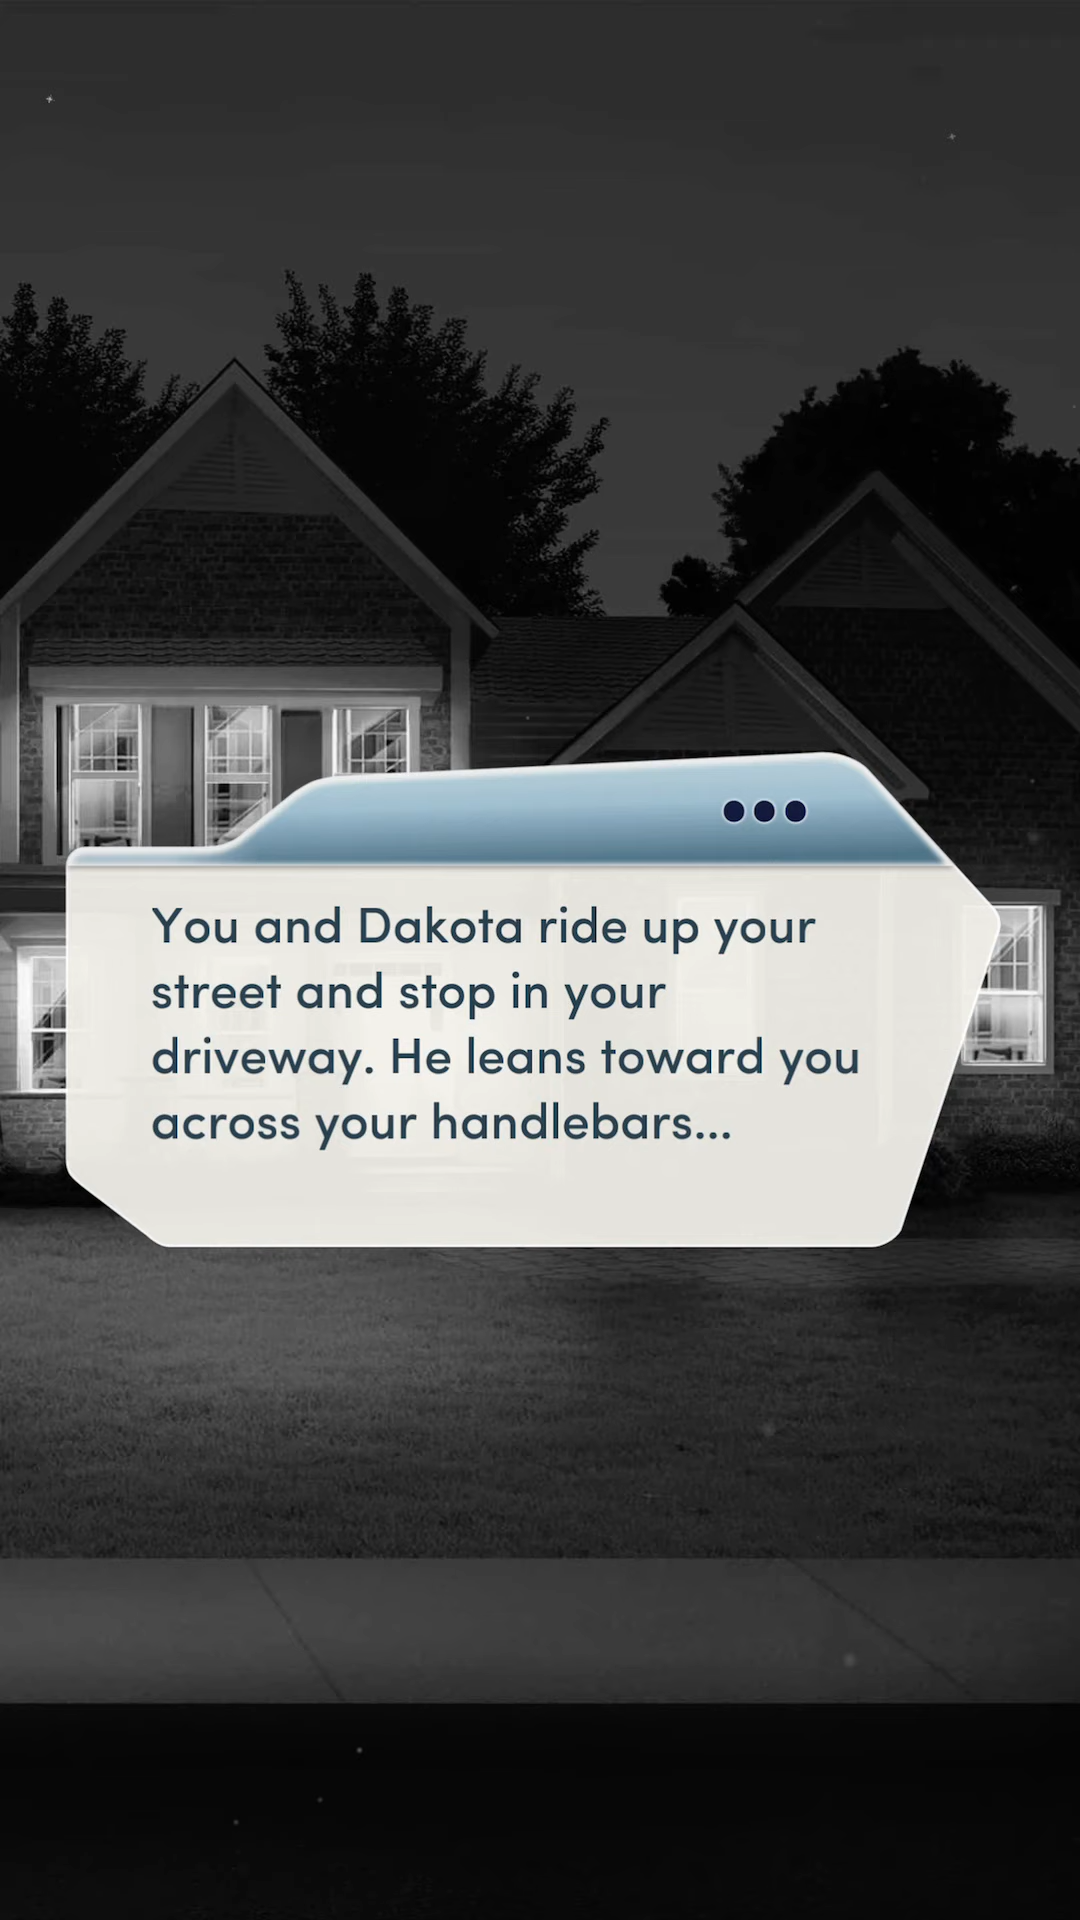 You and Dakota ride up your
street and stop in your
driveway. He leans toward you
across your handlebars...